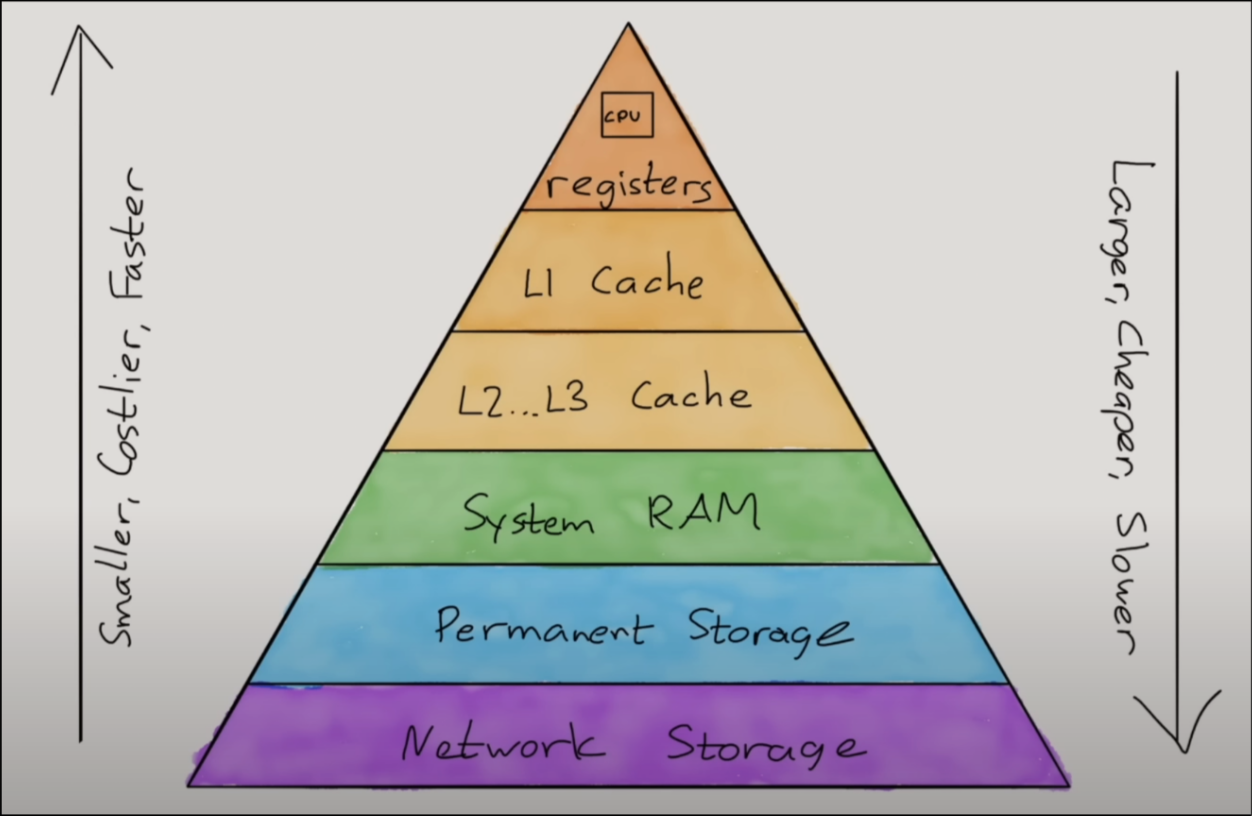 CPU
registers
L1 Cache
L2...L3 Cache
System RAM
Permanent Storage
Network Storage
Smaller, Costlier, Faster
Larger, Cheaper, Slower